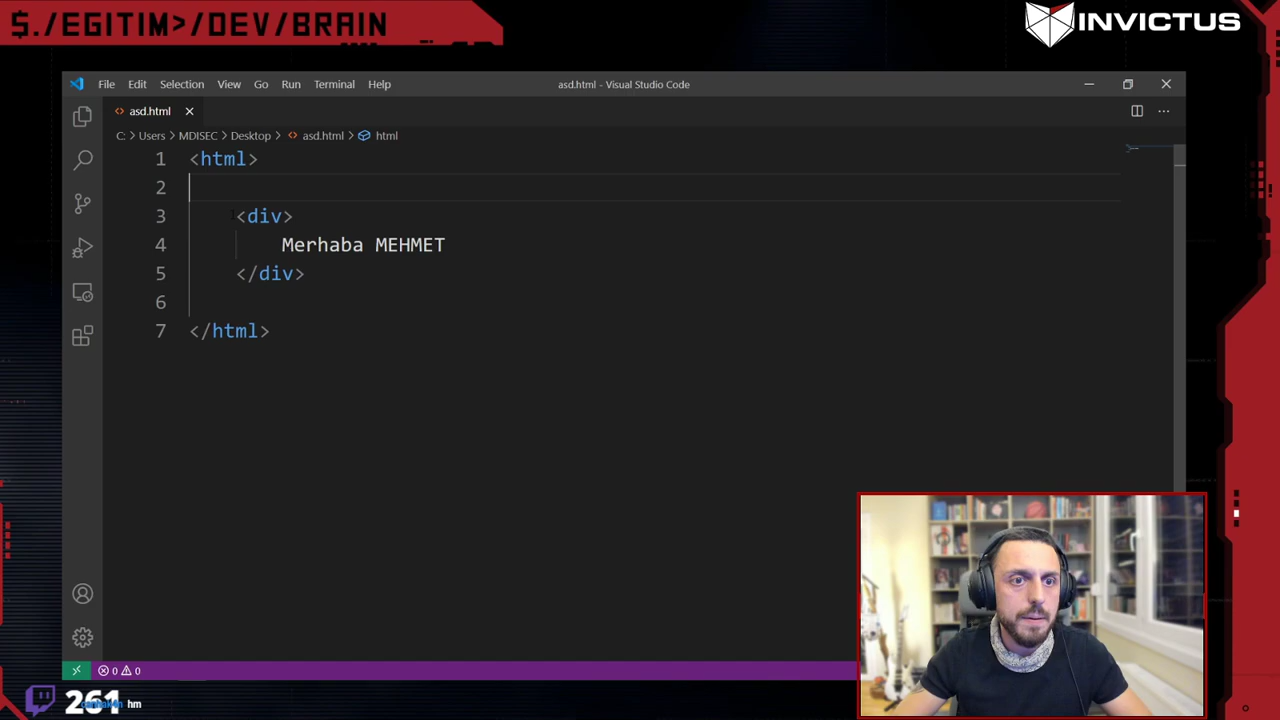 $./EGITIM>/DEV/BRAIN
INVICTUS
File Edit Selection View Go Run Terminal Help
asd.html - Visual Studio Code
asd.html
C: > Users > MDISEC > Desktop > asd.html > html
1 <html>
2
3 <div>
4 Merhaba MEHMET
5 </div>
6
7 </html>
0 0
261
hm